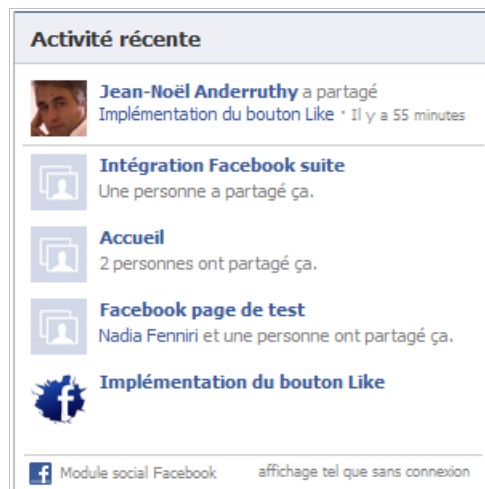 Activité récente
Jean-Noël Anderruthy a partagé
Implémentation du bouton Like · Il y a 55 minutes
Intégration Facebook suite
Une personne a partagé ça.
Accueil
2 personnes ont partagé ça.
Facebook page de test
Nadia Fenniri et une personne ont partagé ça.
Implémentation du bouton Like
Module social Facebook affichage tel que sans connexion